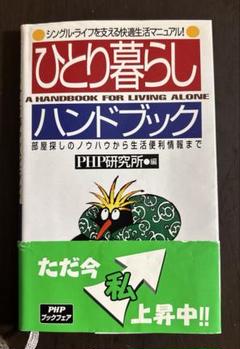 シングル・ライフを支える快適生活マニュアル!
ひとり暮らし
A HANDBOOK FOR LIVING ALONE
ハンドブック
部屋探しのノウハウから生活便利情報まで
PHP研究所●編
ただ今
私
上昇中!!
PHP
ブックフェア